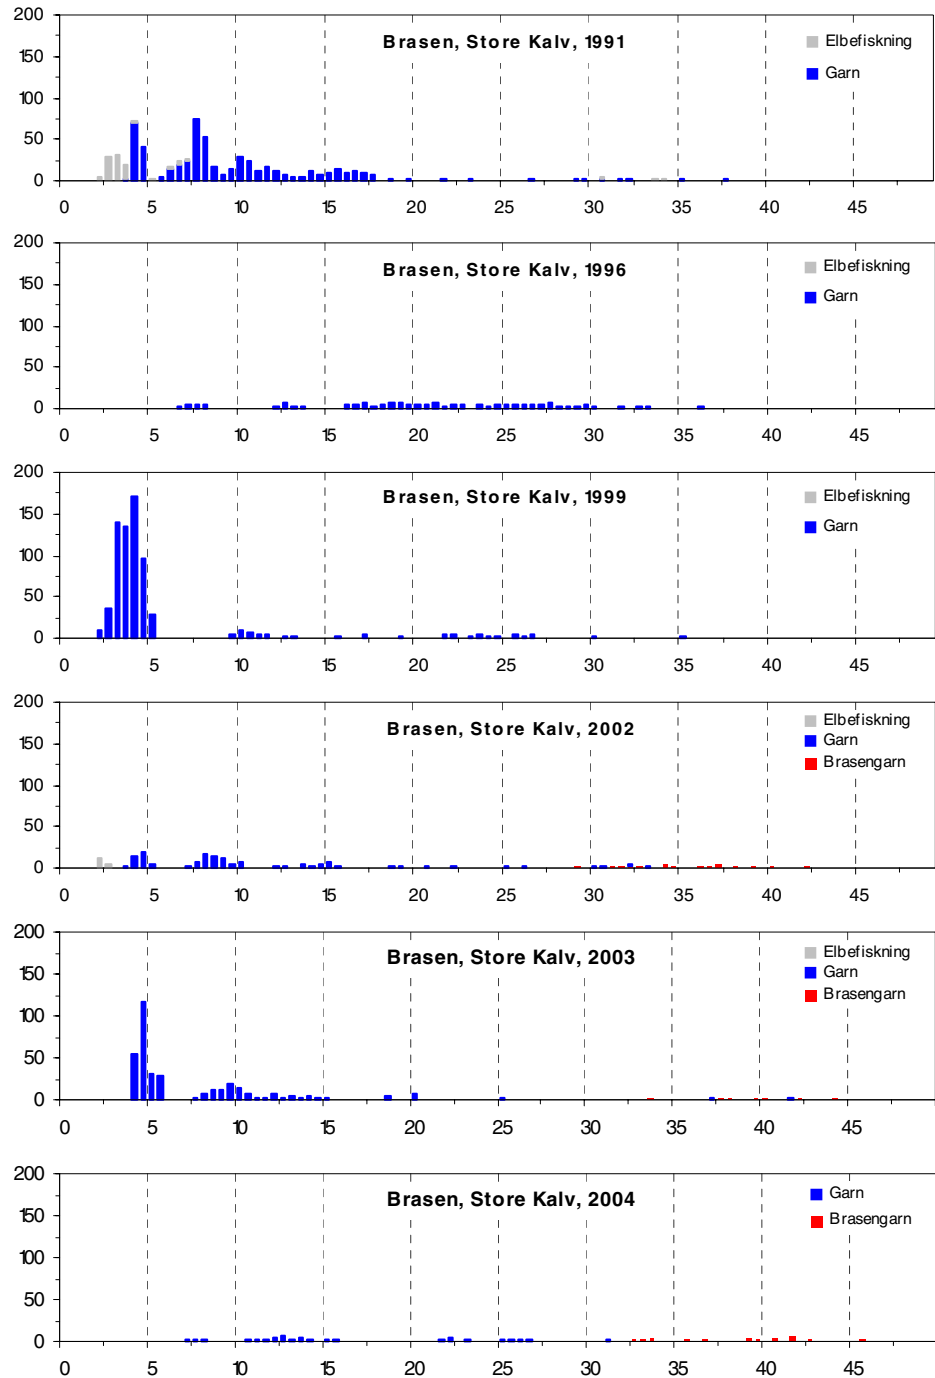 Brasen, Store Kalv, 1991
Elbefiskning
Garn
200
150
100
50
0
0 5 10 15 20 25 30 35 40 45
Brasen, Store Kalv, 1996
Elbefiskning
Garn
200
150
100
50
0
0 5 10 15 20 25 30 35 40 45
Brasen, Store Kalv, 1999
Elbefiskning
Garn
200
150
100
50
0
0 5 10 15 20 25 30 35 40 45
Brasen, Store Kalv, 2002
Elbefiskning
Garn
Brasengarn
200
150
100
50
0
0 5 10 15 20 25 30 35 40 45
Brasen, Store Kalv, 2003
Elbefiskning
Garn
Brasengarn
200
150
100
50
0
0 5 10 15 20 25 30 35 40 45
Brasen, Store Kalv, 2004
Garn
Brasengarn
200
150
100
50
0
0 5 10 15 20 25 30 35 40 45